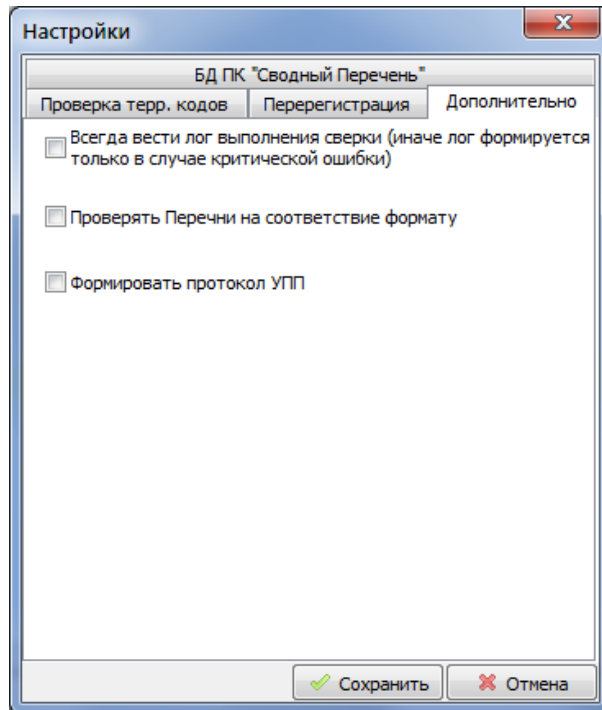 Настройки
БД ПК "Сводный Перечень"
Проверка терр. кодов Перерегистрация Дополнительно
Всегда вести лог выполнения сверки (иначе лог формируется
только в случае критической ошибки)
Проверять Перечни на соответствие формату
Формировать протокол УПП
Сохранить Отмена